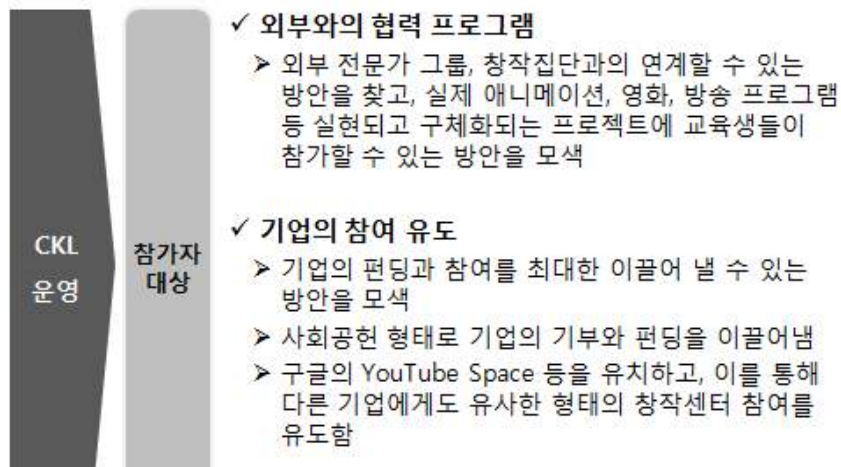 CKL
운영
참가자
대상
✓ 외부와의 협력 프로그램
➤ 외부 전문가 그룹, 창작집단과의 연계할 수 있는
방안을 찾고, 실제 애니메이션, 영화, 방송 프로그램
등 실현되고 구체화되는 프로젝트에 교육생들이
참가할 수 있는 방안을 모색
✓ 기업의 참여 유도
➤ 기업의 펀딩과 참여를 최대한 이끌어 낼 수 있는
방안을 모색
➤ 사회공헌 형태로 기업의 기부와 펀딩을 이끌어냄
➤ 구글의 YouTube Space 등을 유치하고, 이를 통해
다른 기업에게도 유사한 형태의 창작센터 참여를
유도함